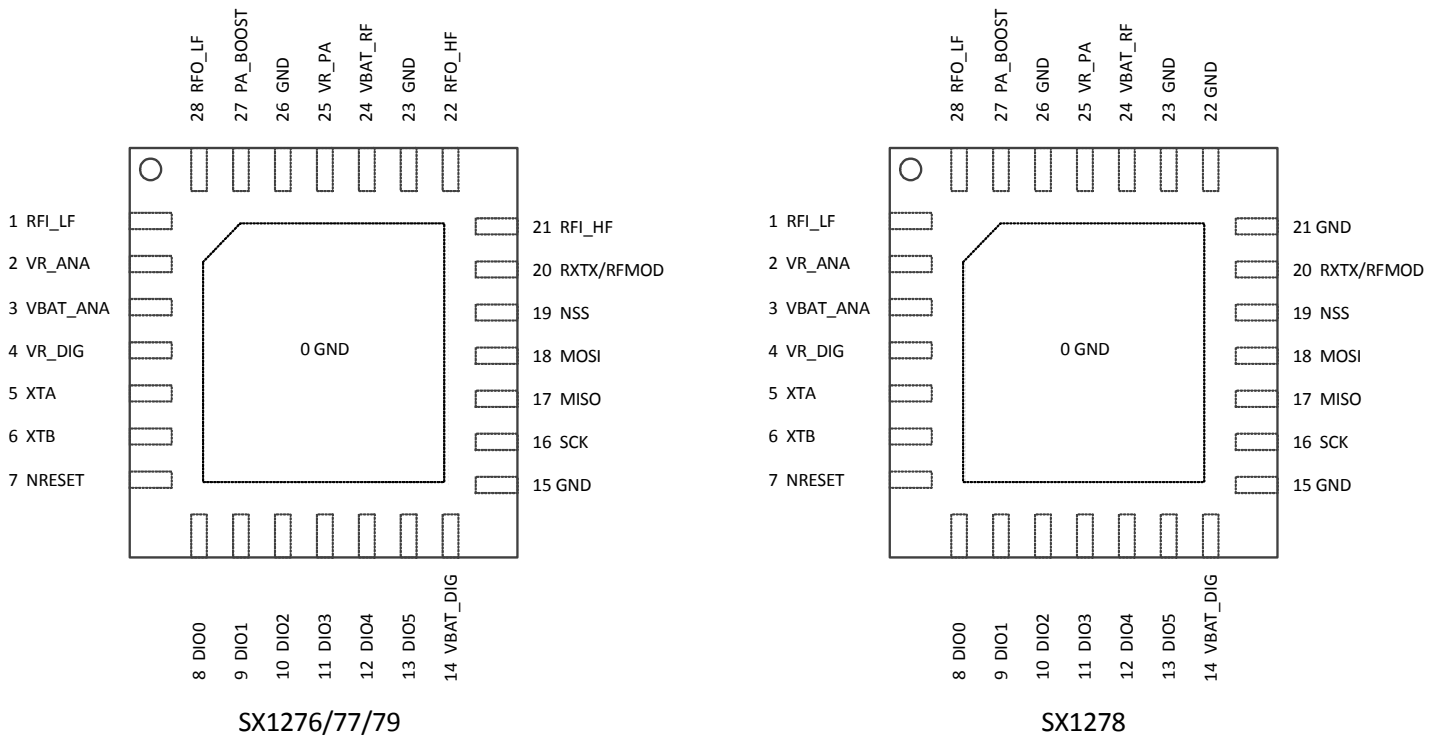 28 RFO_LF
27 PA_BOOST
26 GND
25 VR_PA
24 VBAT_RF
23 GND
22 RFO_HF
1 RFI_LF
2 VR_ANA
3 VBAT_ANA
4 VR_DIG
5 XTA
6 XTB
7 NRESET
0 GND
21 RFI_HF
20 RXTX/RFMOD
19 NSS
18 MOSI
17 MISO
16 SCK
15 GND
8 DIO0
9 DIO1
10 DIO2
11 DIO3
12 DIO4
13 DIO5
14 VBAT_DIG
SX1276/77/79
28 RFO_LF
27 PA_BOOST
26 GND
25 VR_PA
24 VBAT_RF
23 GND
22 GND
1 RFI_LF
2 VR_ANA
3 VBAT_ANA
4 VR_DIG
5 XTA
6 XTB
7 NRESET
0 GND
21 GND
20 RXTX/RFMOD
19 NSS
18 MOSI
17 MISO
16 SCK
15 GND
8 DIO0
9 DIO1
10 DIO2
11 DIO3
12 DIO4
13 DIO5
14 VBAT_DIG
SX1278